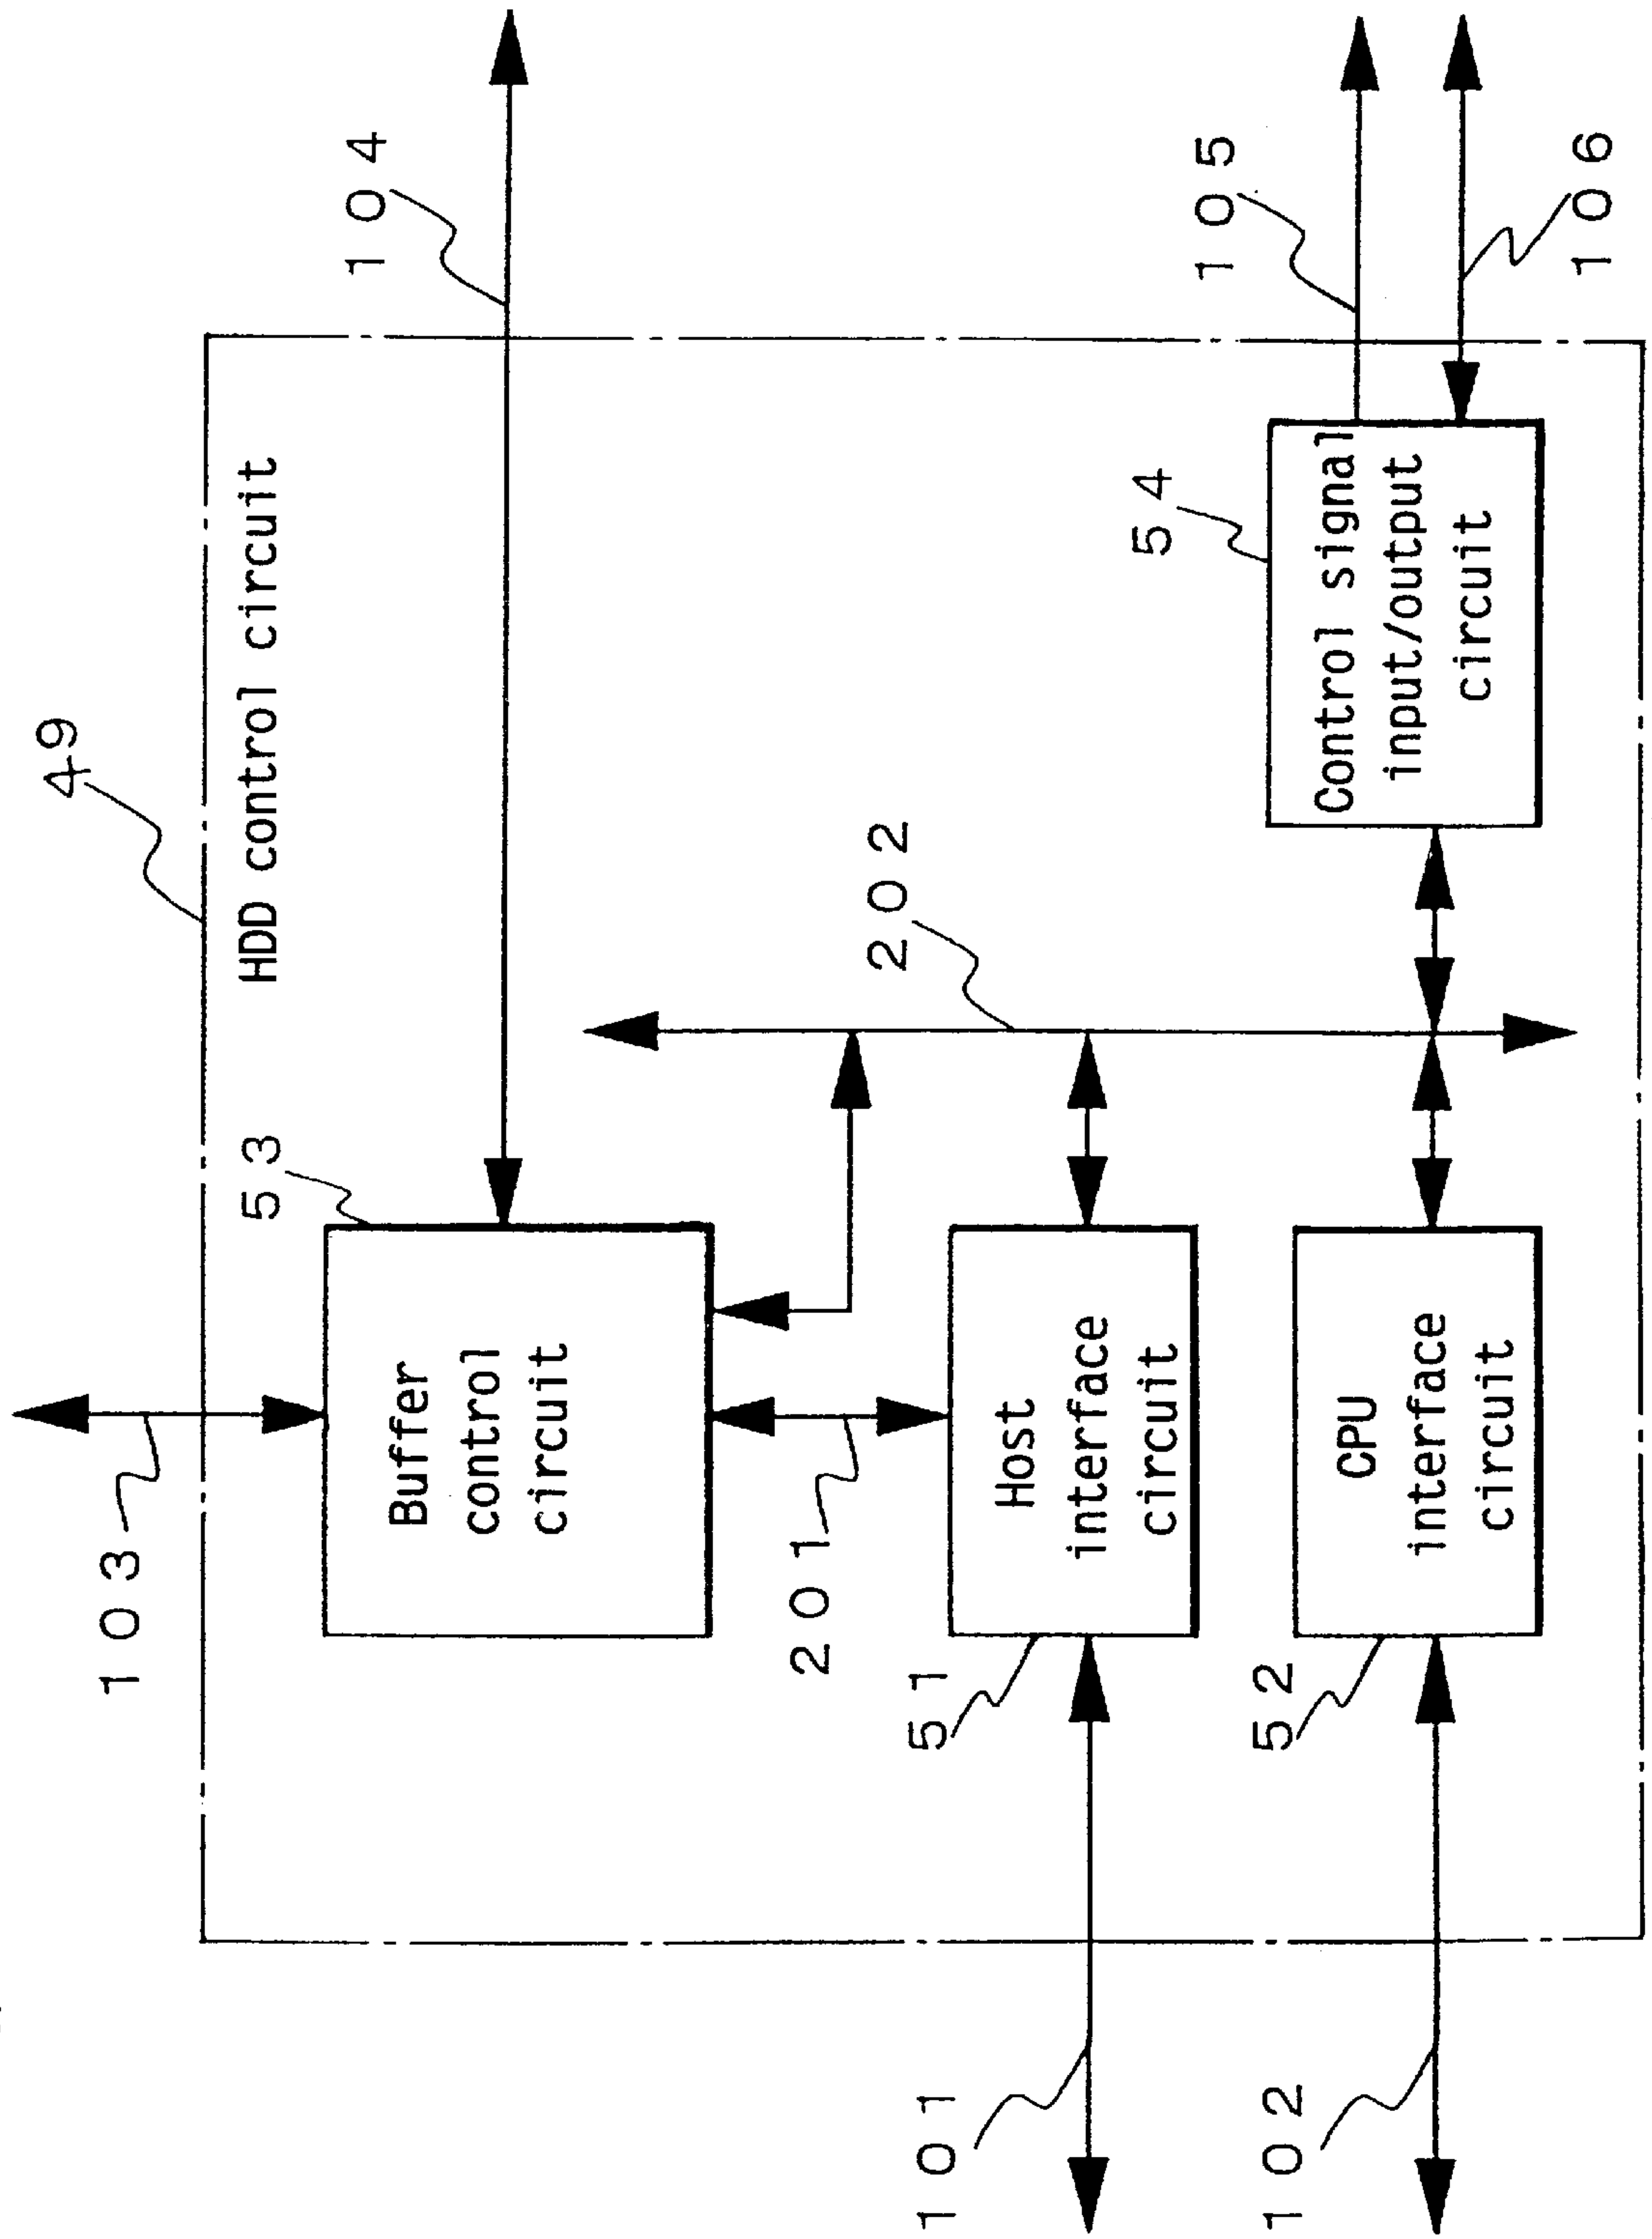 49
HDD control circuit
103
104
53
Buffer
control
circuit
201
202
51
Host
interface
circuit
101
54
Control signal
input/output
circuit
105
106
52
CPU
interface
circuit
102